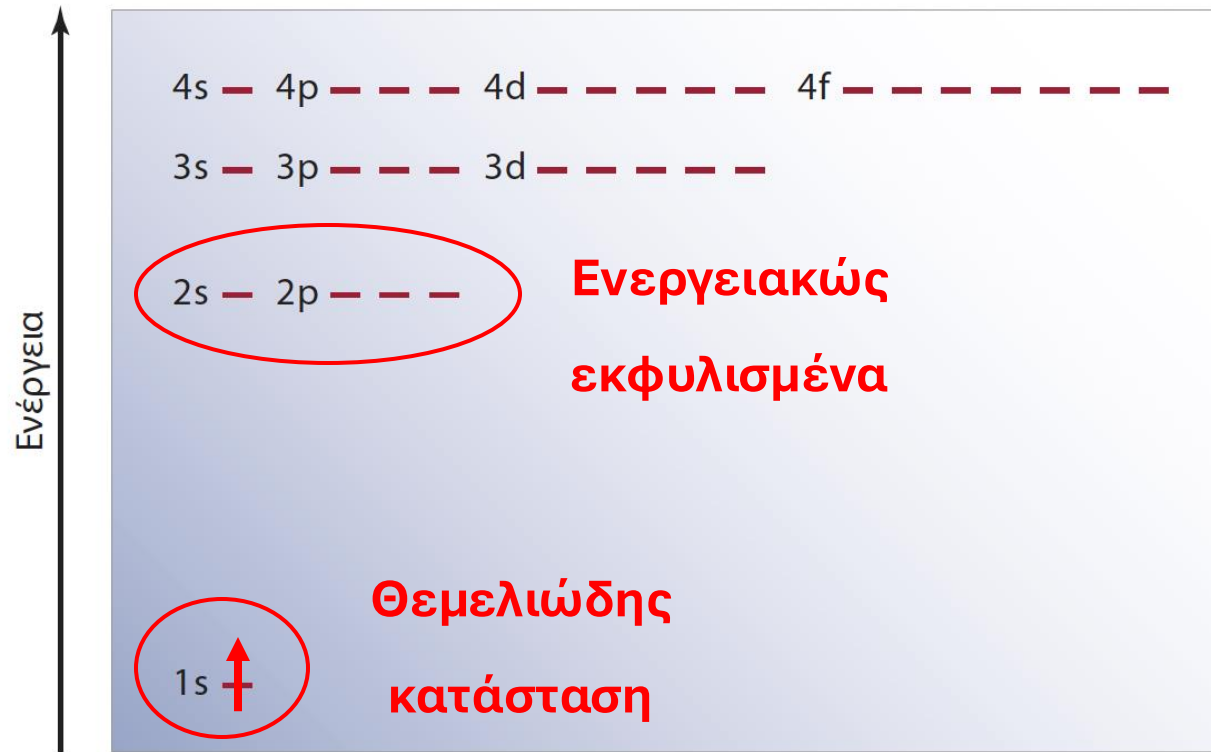 Ενέργεια
4s 4p 4d 4f
3s 3p 3d
2s 2p
Ενεργειακώς
εκφυλισμένα
Θεμελιώδης
κατάσταση
1s